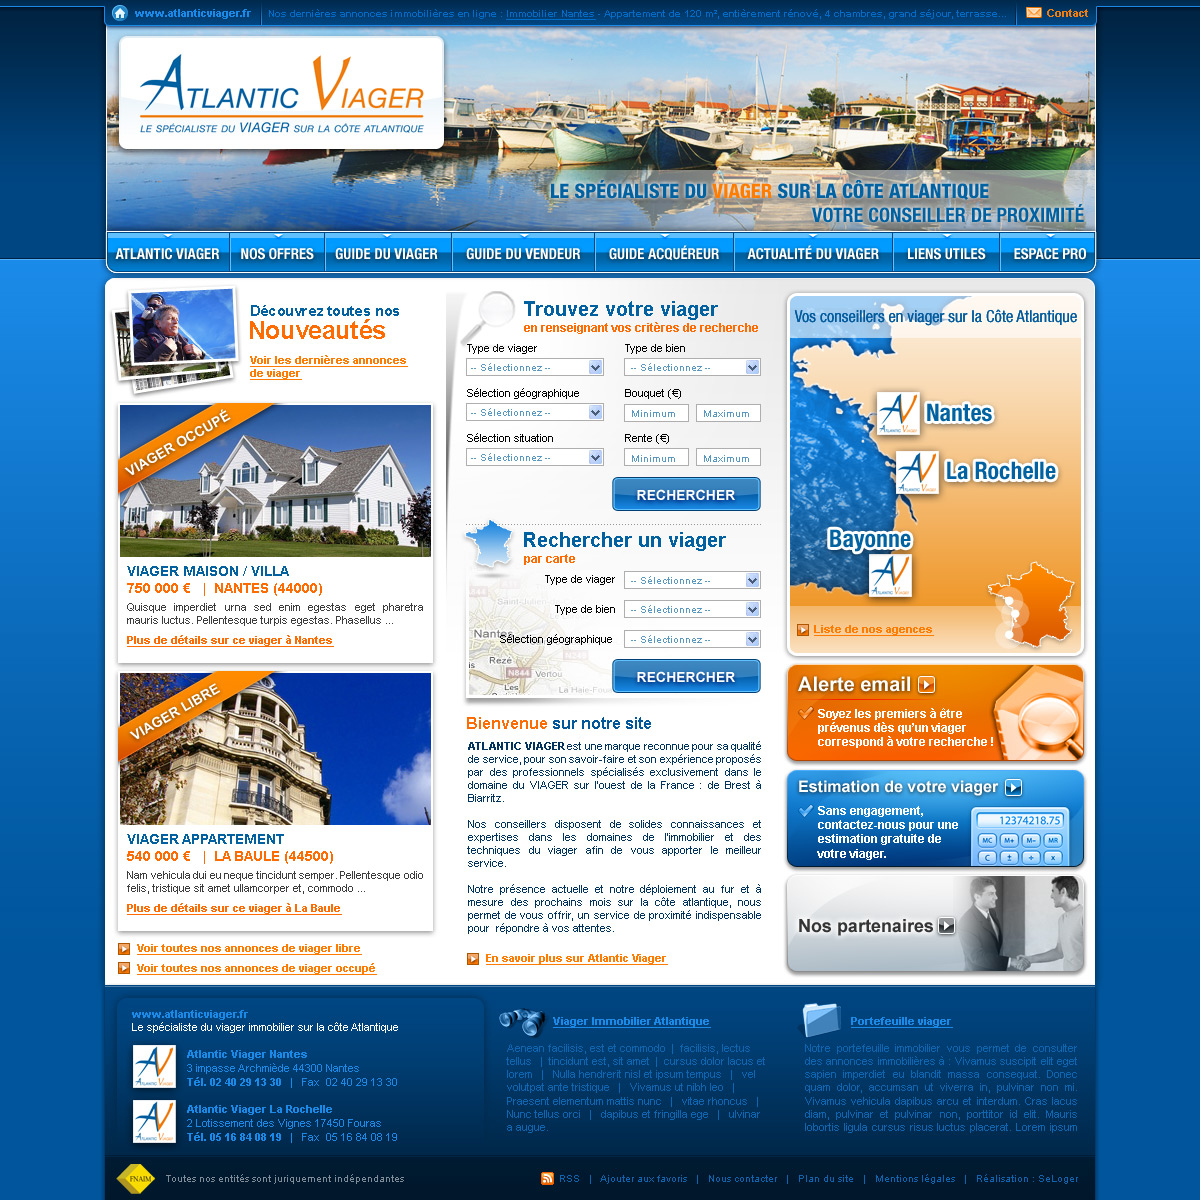 www.atlanticviager.fr
Nos dernières annonces immobilières en ligne : Immobilier Nantes - Appartement de 120 m², entièrement rénové, 4 chambres, grand séjour, terrasse...
Contact
ATLANTIC VIAGER
LE SPÉCIALISTE DU VIAGER SUR LA CÔTE ATLANTIQUE
LE SPÉCIALISTE DU VIAGER SUR LA CÔTE ATLANTIQUE
VOTRE CONSEILLER DE PROXIMITÉ
ATLANTIC VIAGER
NOS OFFRES
GUIDE DU VIAGER
GUIDE DU VENDEUR
GUIDE ACQUÉREUR
ACTUALITÉ DU VIAGER
LIENS UTILES
ESPACE PRO
Découvrez toutes nos
Nouveautés
Voir les dernières annonces
de viager
VIAGER OCCUPÉ
VIAGER MAISON / VILLA
750 000 € | NANTES (44000)
Quisque imperdiet urna sed enim egestas eget pharetra
mauris luctus. Pellentesque turpis egestas. Phasellus ...
Plus de détails sur ce viager à Nantes
VIAGER LIBRE
VIAGER APPARTEMENT
540 000 € | LA BAULE (44500)
Nam vehicula dui eu neque tincidunt semper. Pellentesque odio
felis, tristique sit amet ullamcorper et, commodo ...
Plus de détails sur ce viager à La Baule
Voir toutes nos annonces de viager libre
Voir toutes nos annonces de viager occupé
Trouvez votre viager
en renseignant vos critères de recherche
Type de viager
Type de bien
-- Sélectionnez --
-- Sélectionnez --
Sélection géographique
Bouquet (€)
-- Sélectionnez --
Minimum
Maximum
Sélection situation
Rente (€)
-- Sélectionnez --
Minimum
Maximum
RECHERCHER
Rechercher un viager
par carte
Type de viager
-- Sélectionnez --
Type de bien
-- Sélectionnez --
Sélection géographique
-- Sélectionnez --
Saint-Julien
Nantes
Rezé
N249
N844
Vertou
Les
La Haie-Foua
RECHERCHER
Bienvenue sur notre site
ATLANTIC VIAGER est une marque reconnue pour sa qualité
de service, pour son savoir-faire et son expérience proposés
par des professionnels spécialisés exclusivement dans le
domaine du VIAGER sur l'ouest de la France : de Brest à
Biarritz.
Nos conseillers disposent de solides connaissances et
expertises dans les domaines de l'immobilier et des
techniques du viager afin de vous apporter le meilleur
service.
Notre présence actuelle et notre déploiement au fur et à
mesure des prochains mois sur la côte atlantique, nous
permet de vous offrir, un service de proximité indispensable
pour répondre à vos attentes.
En savoir plus sur Atlantic Viager
Vos conseillers en viager sur la Côte Atlantique
ATLANTIC VIAGER
Nantes
ATLANTIC VIAGER
La Rochelle
Bayonne
ATLANTIC VIAGER
Liste de nos agences
Alerte email
Soyez les premiers à être
prévenus dès qu'un viager
correspond à votre recherche !
Estimation de votre viager
Sans engagement,
contactez-nous pour une
estimation gratuite de
votre viager.
12374218.75
MC M+ M- MR
C ± ÷ x
Nos partenaires
www.atlanticviager.fr
Le spécialiste du viager immobilier sur la côte Atlantique
ATLANTIC VIAGER
Atlantic Viager Nantes
3 impasse Archmiède 44300 Nantes
Tél. 02 40 29 13 30 | Fax 02 40 29 13 30
ATLANTIC VIAGER
Atlantic Viager La Rochelle
2 Lotissement des Vignes 17450 Fouras
Tél. 05 16 84 08 19 | Fax 05 16 84 08 19
Viager Immobilier Atlantique
Aenean facilisis, est et commodo | facilisis, lectus
tellus | tincidunt est, sit amet | cursus dolor lacus et
lorem | Nulla hendrerit nisl et ipsum tempus | vel
volutpat ante tristique | Vivamus ut nibh leo |
Praesent elementum mattis nunc | vitae rhoncus |
Nunc tellus orci | dapibus et fringilla ege | ulvinar
a augue.
Portefeuille viager
Notre portefeuille immobilier vous permet de consulter
des annonces immobilières à : Vivamus suscipit elit eget
sapien imperdiet eu blandit massa consequat. Donec
quam dolor, accumsan ut viverra in, pulvinar non mi.
Vivamus vehicula dapibus arcu et interdum. Cras lacus
diam, pulvinar et pulvinar non, porttitor id elit. Mauris
lobortis ligula cursus risus luctus placerat. Lorem ipsum
FNAIM
Toutes nos entités sont juriquement indépendantes
RSS | Ajouter aux favoris | Nous contacter | Plan du site | Mentions légales | Réalisation : SeLoger